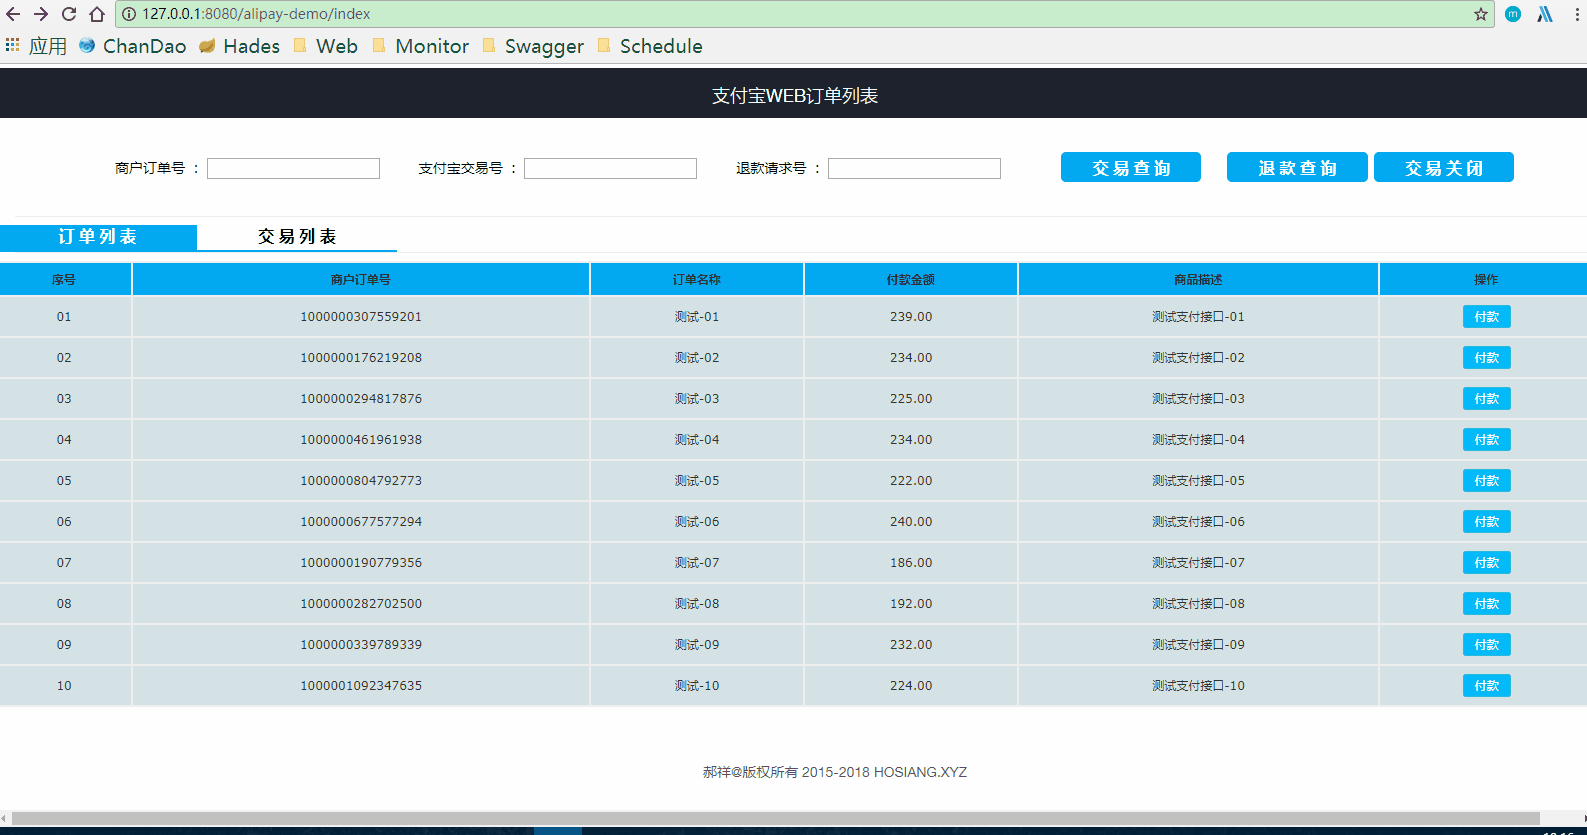 127.0.0.1:8080/alipay-demo/index
应用 ChanDao Hades Web Monitor Swagger Schedule
支付宝WEB订单列表
商户订单号 : 支付宝交易号 : 退款请求号 : 交易查询 退款查询 交易关闭
订单列表 交易列表
序号 商户订单号 订单名称 付款金额 商品描述 操作
01 1000000307559201 测试-01 239.00 测试支付接口-01 付款
02 1000000176219208 测试-02 234.00 测试支付接口-02 付款
03 1000000294817876 测试-03 225.00 测试支付接口-03 付款
04 1000000461961938 测试-04 234.00 测试支付接口-04 付款
05 1000000804792773 测试-05 222.00 测试支付接口-05 付款
06 1000000677577294 测试-06 240.00 测试支付接口-06 付款
07 1000000190779356 测试-07 186.00 测试支付接口-07 付款
08 1000000282702500 测试-08 192.00 测试支付接口-08 付款
09 1000000339789339 测试-09 232.00 测试支付接口-09 付款
10 1000001092347635 测试-10 224.00 测试支付接口-10 付款
郝祥@版权所有 2015-2018 HOSIANG.XYZ